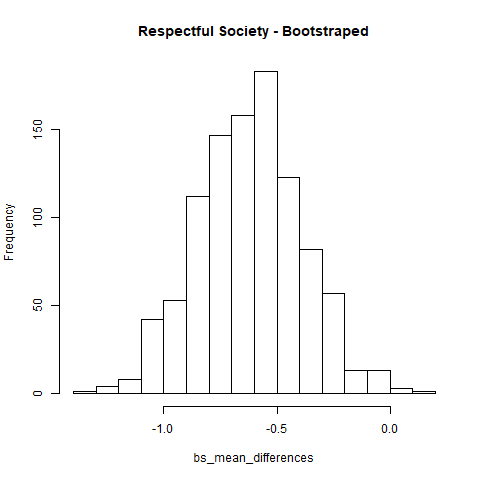 Respectful Society - Bootstraped
Frequency
150
100
50
0
-1.0
-0.5
0.0
bs_mean_differences